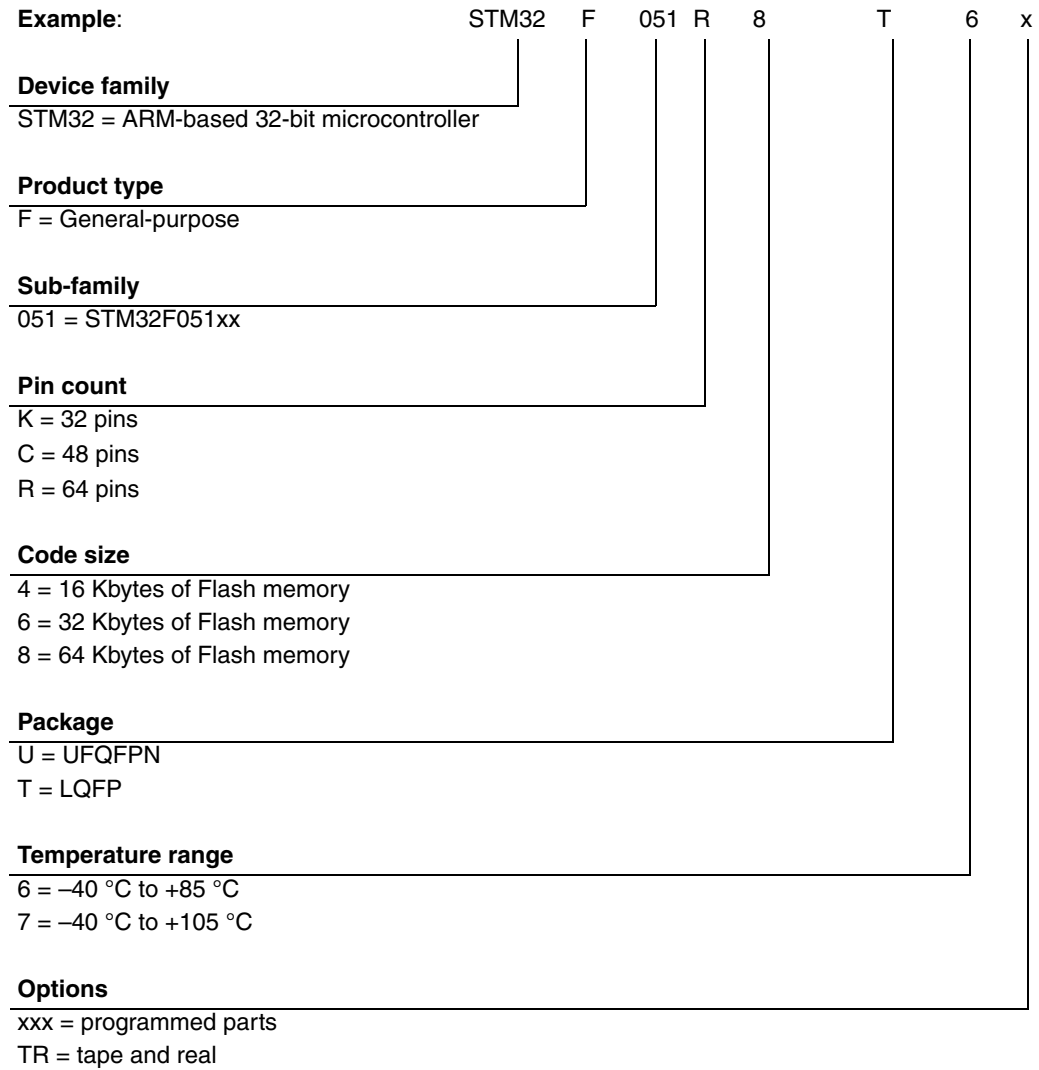 Example: STM32 F 051 R 8 T 6 x
Device family
STM32 = ARM-based 32-bit microcontroller
Product type
F = General-purpose
Sub-family
051 = STM32F051xx
Pin count
K = 32 pins
C = 48 pins
R = 64 pins
Code size
4 = 16 Kbytes of Flash memory
6 = 32 Kbytes of Flash memory
8 = 64 Kbytes of Flash memory
Package
U = UFQFPN
T = LQFP
Temperature range
6 = –40 °C to +85 °C
7 = –40 °C to +105 °C
Options
xxx = programmed parts
TR = tape and real